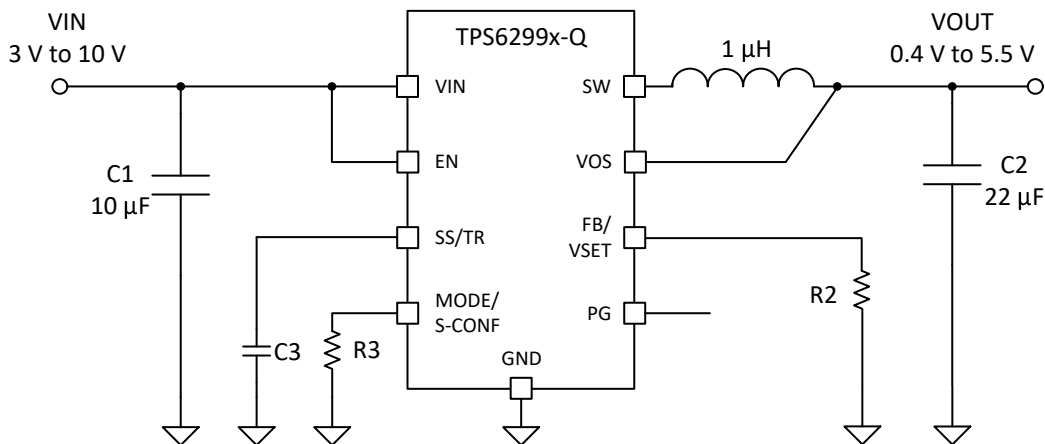 VIN
3 V to 10 V
TPS6299x-Q
1 µH
VOUT
0.4 V to 5.5 V
VIN
SW
EN
VOS
C1
10 µF
C2
22 µF
SS/TR
FB/
VSET
R2
MODE/
S-CONF
PG
C3
R3
GND